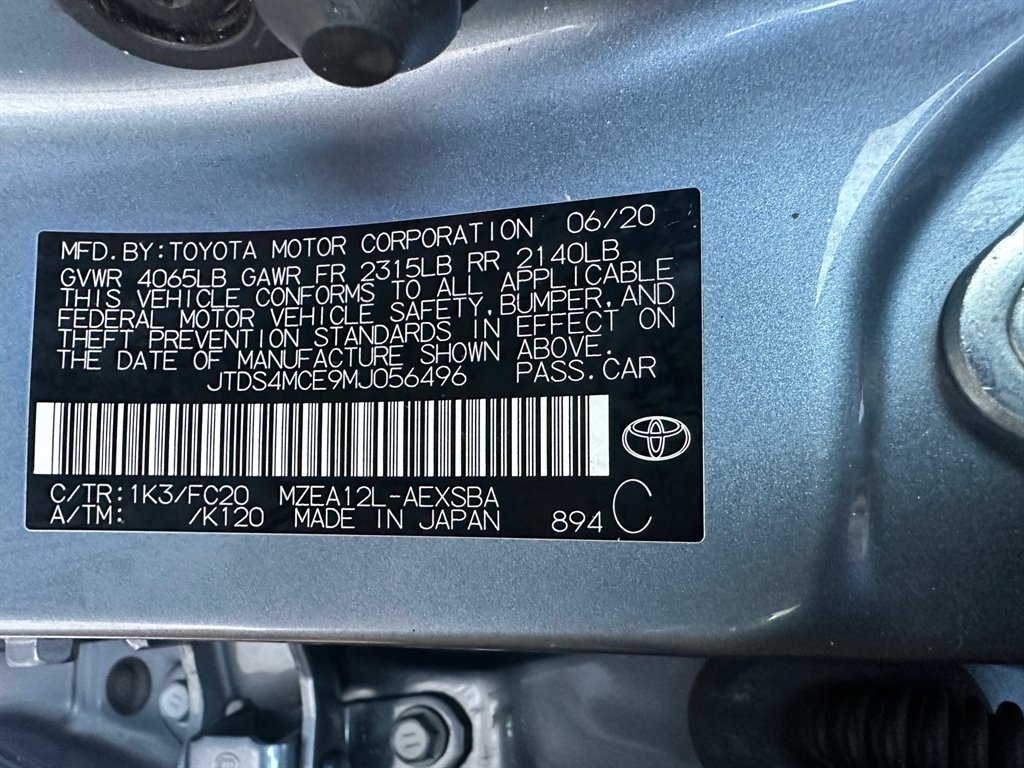 MFD.BY:TOYOTA MOTOR CORPORATION 06/20
GVWR 4065LB GAWR FR 2315LB RR 2140LB
THIS VEHICLE CONFORMS TO ALL APPLICABLE
FEDERAL MOTOR VEHICLE SAFETY,BUMPER,AND
THEFT PREVENTION STANDARDS IN EFFECT ON
THE DATE OF MANUFACTURE SHOWN ABOVE.
JTDS4MCE9MJ056496 PASS.CAR
C/TR:1K3/FC20 MZEA12L-AEXSBA
A/TM: /K120 MADE IN JAPAN 894 C